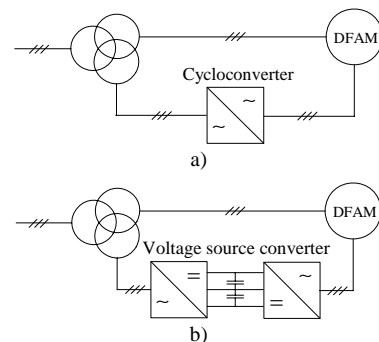 DFAM
Cycloconverter
~
~
a)
DFAM
Voltage source converter
= ~
~ =
b)